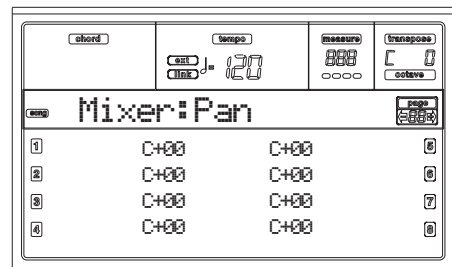 chord tempo measure transpose
ext link ♩= 120 888 C 0
octave
song Mixer:Pan page 88
1 C+00 C+00 5
2 C+00 C+00 6
3 C+00 C+00 7
4 C+00 C+00 8